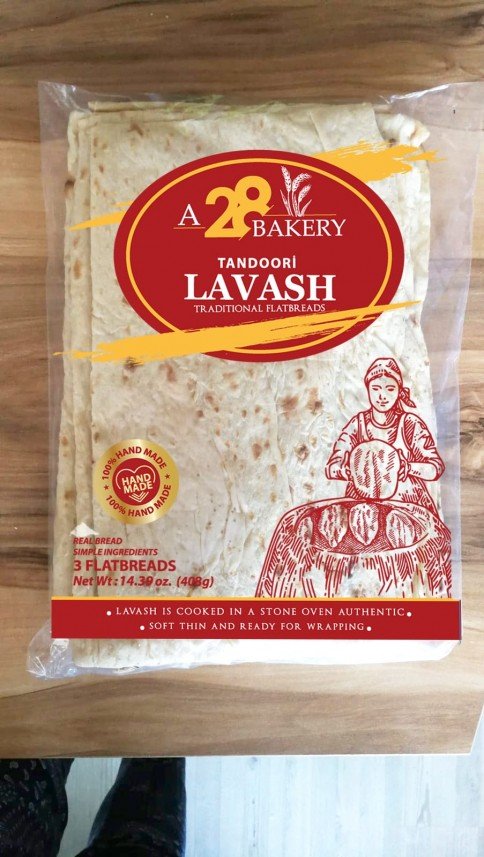 A 28 BAKERY
TANDOORİ
LAVASH
TRADITIONAL FLATBREADS
100% HAND MADE
HAND
MADE
100% HAND MADE
REAL BREAD
SIMPLE INGREDIENTS
3 FLATBREADS
Net Wt: 14.39 oz. (408g)
• LAVASH IS COOKED IN A STONE OVEN AUTHENTIC •
• SOFT THIN AND READY FOR WRAPPING •